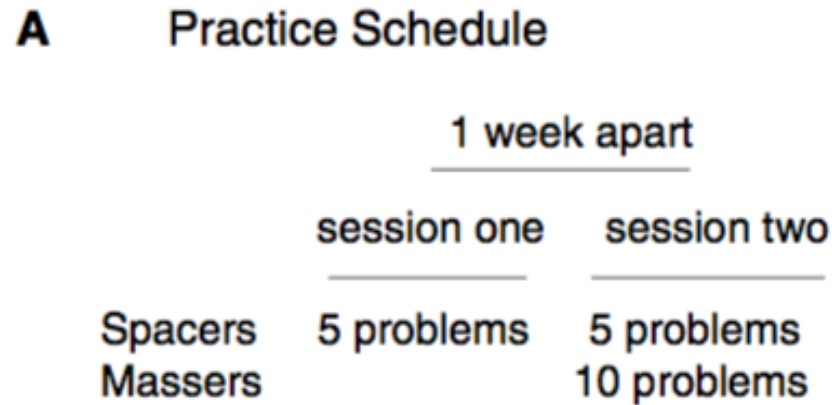 A Practice Schedule
1 week apart
session one session two
Spacers 5 problems 5 problems
Massers 10 problems